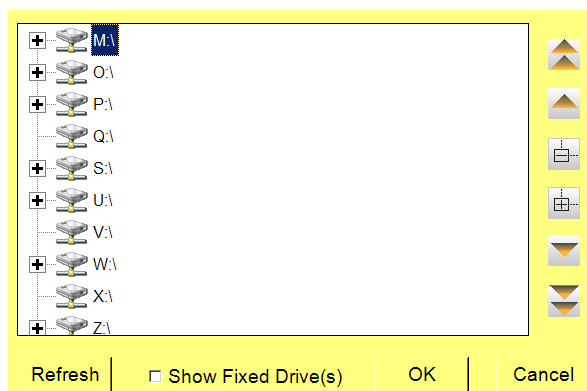 M:\
O:\
P:\
Q:\
S:\
U:\
V:\
W:\
X:\
Z:\
Refresh
Show Fixed Drive(s)
OK
Cancel